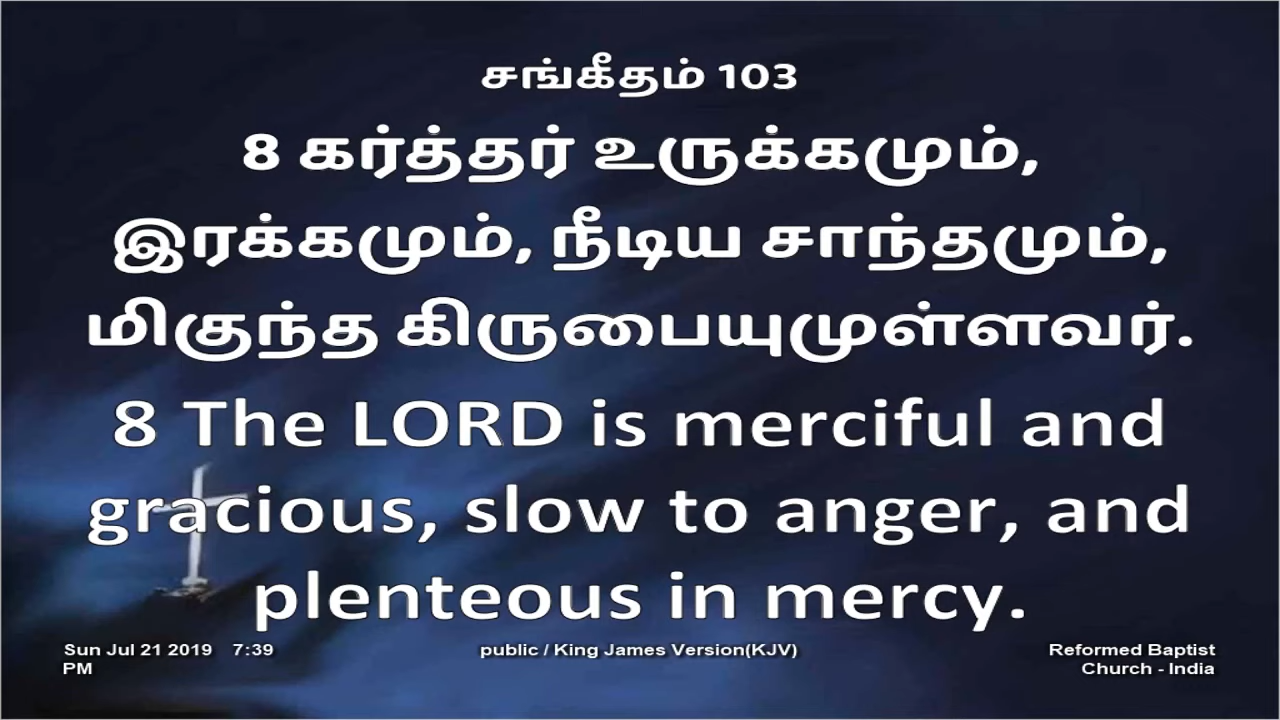 சங்கீதம் 103
8 கர்த்தர் உருக்கமும்,
இரக்கமும், நீடிய சாந்தமும்,
மிகுந்த கிருபையுமுள்ளவர்.
8 The LORD is merciful and
gracious, slow to anger, and
plenteous in mercy.
Sun Jul 21 2019 7:39
PM
public / King James Version(KJV)
Reformed Baptist
Church - India